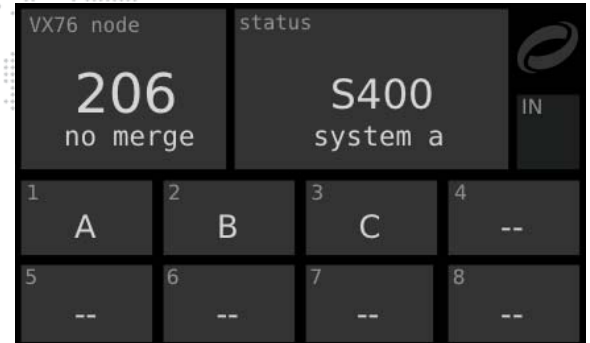 VX76 node
206
no merge
status
S400
system a
IN
1
A
2
B
3
C
4
--
5
--
6
--
7
--
8
--